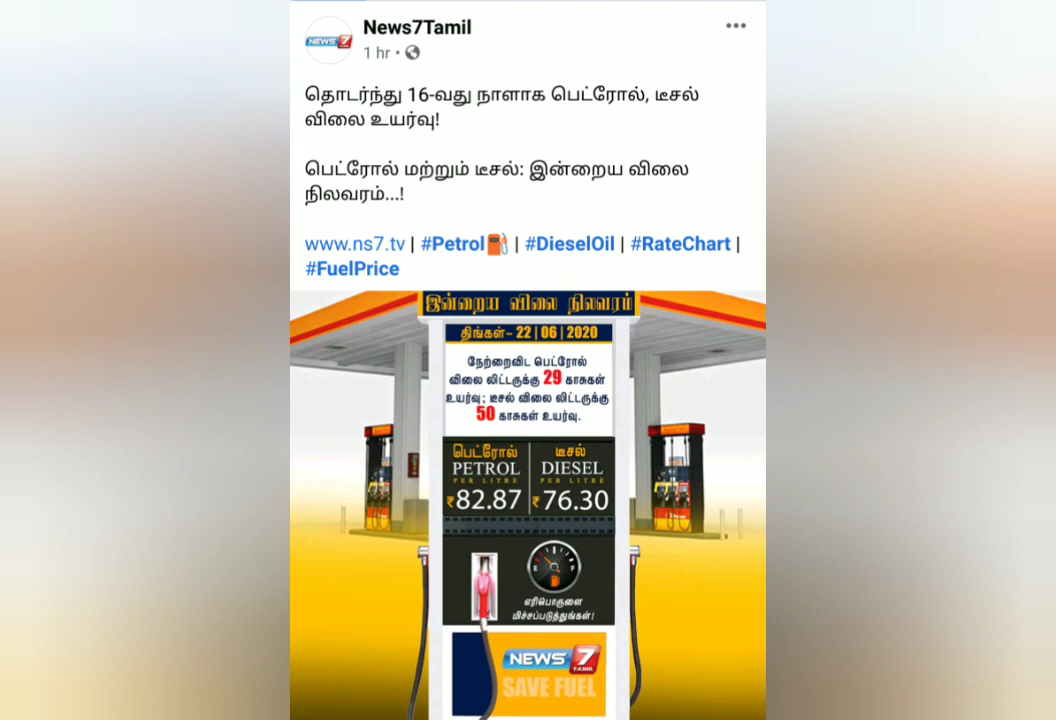 News7Tamil
NEWS 7
1 hr •
தொடர்ந்து 16-வது நாளாக பெட்ரோல், டீசல்
விலை உயர்வு!
பெட்ரோல் மற்றும் டீசல்: இன்றைய விலை
நிலவரம்...!
www.ns7.tv | #Petrol⛽ | #DieselOil | #RateChart |
#FuelPrice
இன்றைய விலை நிலவரம்
திங்கள்- 22 | 06 | 2020
நேற்றைவிட பெட்ரோல்
விலை லிட்டருக்கு 29 காசுகள்
உயர்வு; டீசல் விலை லிட்டருக்கு
50 காசுகள் உயர்வு.
பெட்ரோல் டீசல்
PETROL DIESEL
PER LITRE PER LITRE
₹82.87 ₹76.30
எரிபொருளை
மிச்சப்படுத்துங்கள்!
NEWS 7
TAMIL
SAVE FUEL